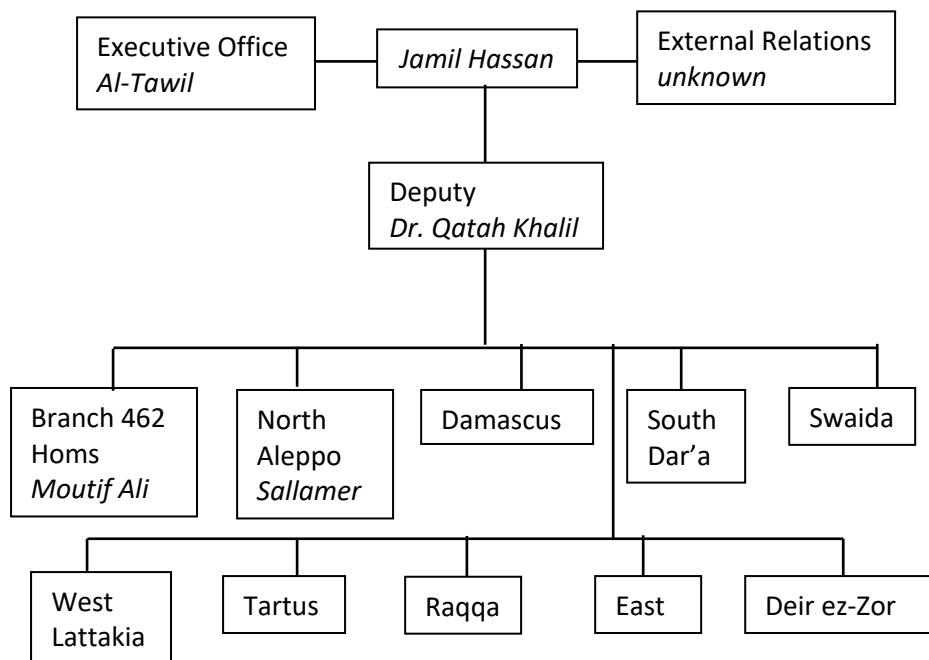 Executive Office
Al-Tawil
Jamil Hassan
External Relations
unknown
Deputy
Dr. Qatah Khalil
Branch 462
Homs
Moutif Ali
North
Aleppo
Sallamer
Damascus
South
Dar’a
Swaida
West
Lattakia
Tartus
Raqqa
East
Deir ez-Zor